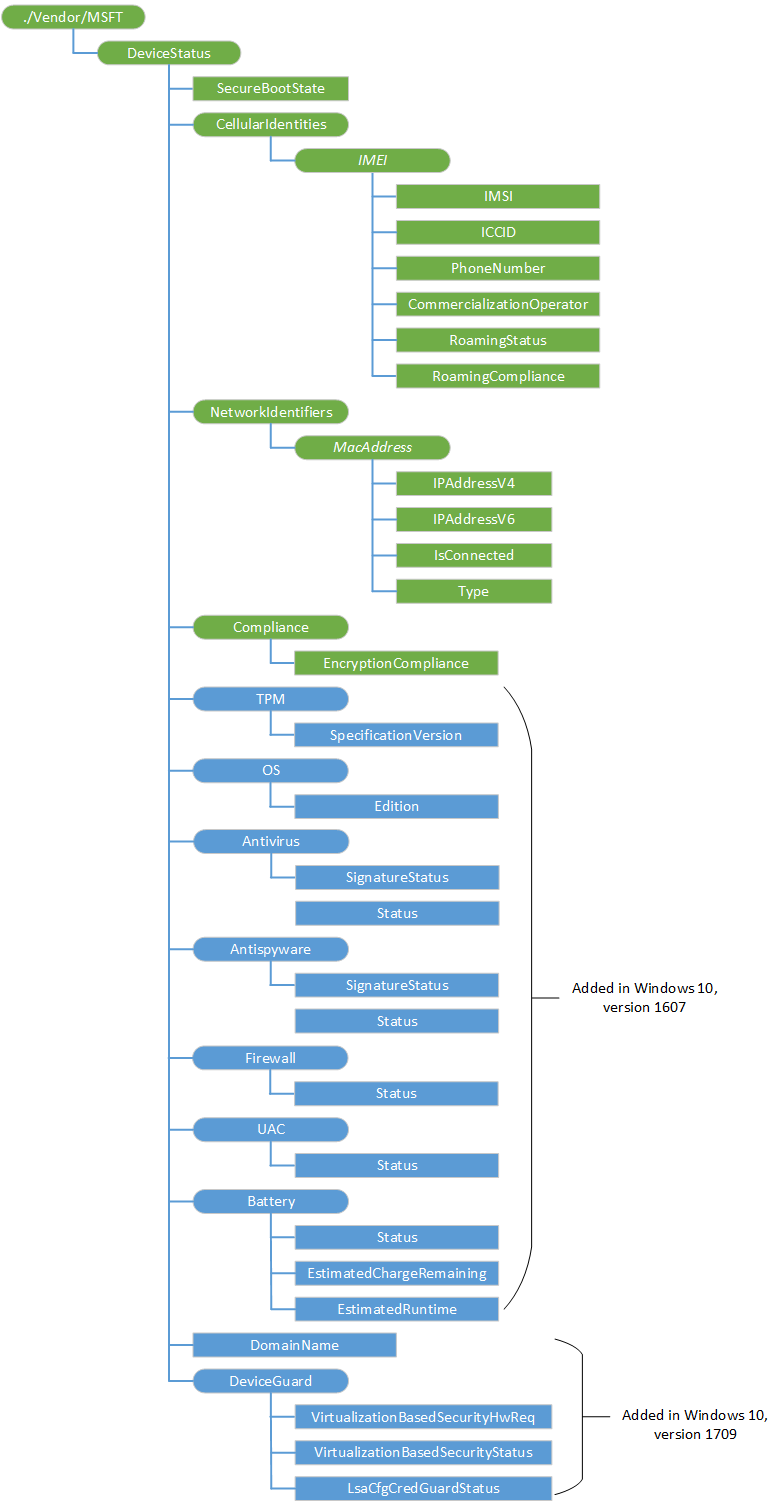 ./Vendor/MSFT
DeviceStatus
SecureBootState
CellularIdentities
IMEI
IMSI
ICCID
PhoneNumber
CommercializationOperator
RoamingStatus
RoamingCompliance
NetworkIdentifiers
MacAddress
IPAddressV4
IPAddressV6
IsConnected
Type
Compliance
EncryptionCompliance
TPM
SpecificationVersion
OS
Edition
Antivirus
SignatureStatus
Status
Antispyware
SignatureStatus
Status
Firewall
Status
UAC
Status
Battery
Status
EstimatedChargeRemaining
EstimatedRuntime
Added in Windows 10,
version 1607
DomainName
DeviceGuard
VirtualizationBasedSecurityHwReq
VirtualizationBasedSecurityStatus
LsaCfgCredGuardStatus
Added in Windows 10,
version 1709